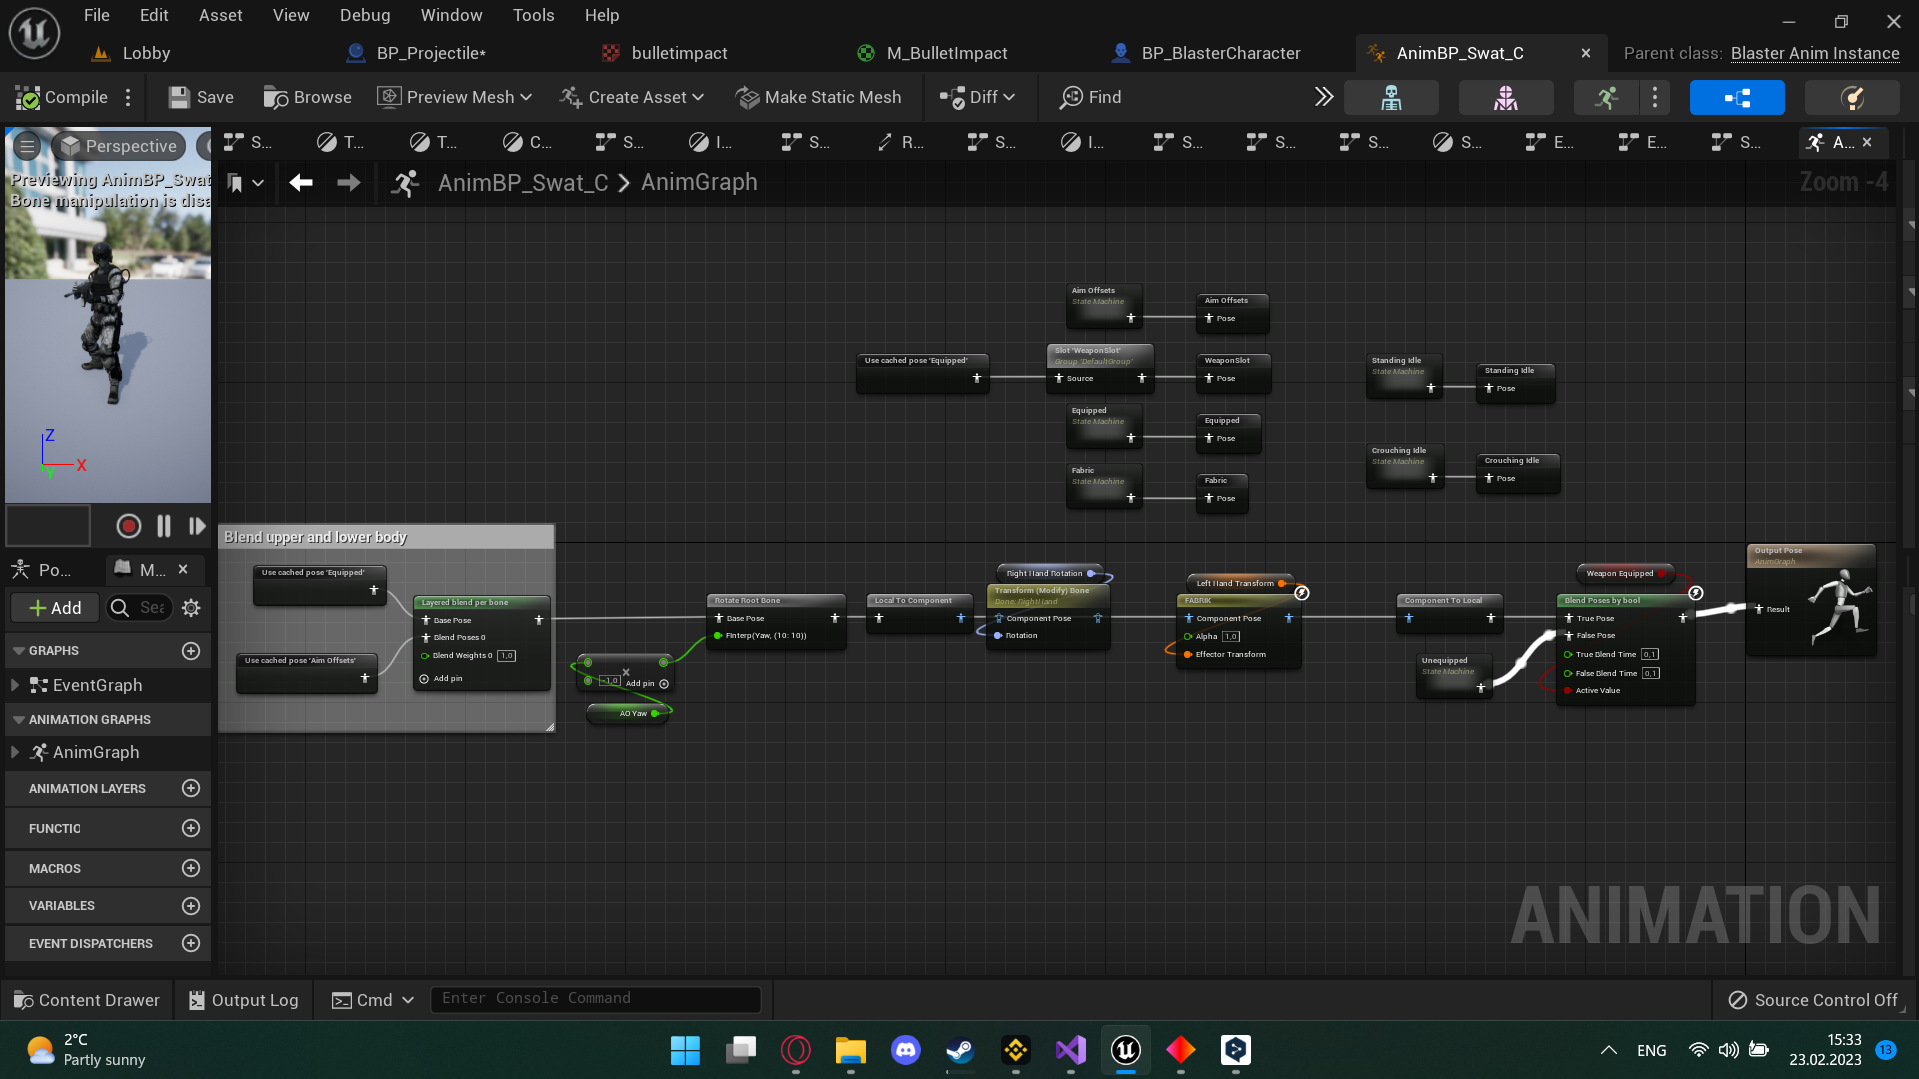 File Edit Asset View Debug Window Tools Help
Lobby BP_Projectile* bulletimpact M_BulletImpact BP_BlasterCharacter AnimBP_Swat_C Parent class: Blaster Anim Instance
Compile Save Browse Preview Mesh Create Asset Make Static Mesh Diff Find
Perspective S... T... T... C... S... I... S... R... S... I... S... S... S... S... E... E... S... A...
Previewing AnimBP_Swat
Bone manipulation is disa
AnimBP_Swat_C > AnimGraph Zoom -4
Z
X
Y
Aim Offsets
State Machine
Aim Offsets
Pose
Use cached pose 'Equipped'
Slot 'WeaponSlot'
Group 'DefaultGroup'
Source
WeaponSlot
Pose
Standing Idle
State Machine
Standing Idle
Pose
Equipped
State Machine
Equipped
Pose
Crouching Idle
State Machine
Crouching Idle
Pose
Fabric
State Machine
Fabric
Pose
Blend upper and lower body
Use cached pose 'Equipped'
Use cached pose 'Aim Offsets'
Layered blend per bone
Base Pose
Blend Poses 0
Blend Weights 0 1,0
Add pin
-1,0 Add pin
AO Yaw
Rotate Root Bone
Base Pose
FInterp(Yaw, (10: 10))
Local To Component
Right Hand Rotation
Transform (Modify) Bone
Component Pose
Rotation
Left Hand Transform
FABRIK
Component Pose
Alpha 1,0
Effector Transform
Component To Local
Unequipped
State Machine
Weapon Equipped
Blend Poses by bool
True Pose
False Pose
True Blend Time 0,1
False Blend Time 0,1
Active Value
Output Pose
AnimGraph
Result
Po... M...
Add Sea
GRAPHS
EventGraph
ANIMATION GRAPHS
AnimGraph
ANIMATION LAYERS
FUNCTIC
MACROS
VARIABLES
EVENT DISPATCHERS
ANIMATION
Content Drawer Output Log Cmd Enter Console Command Source Control Off
2°C
Partly sunny
ENG
15:33
23.02.2023
13